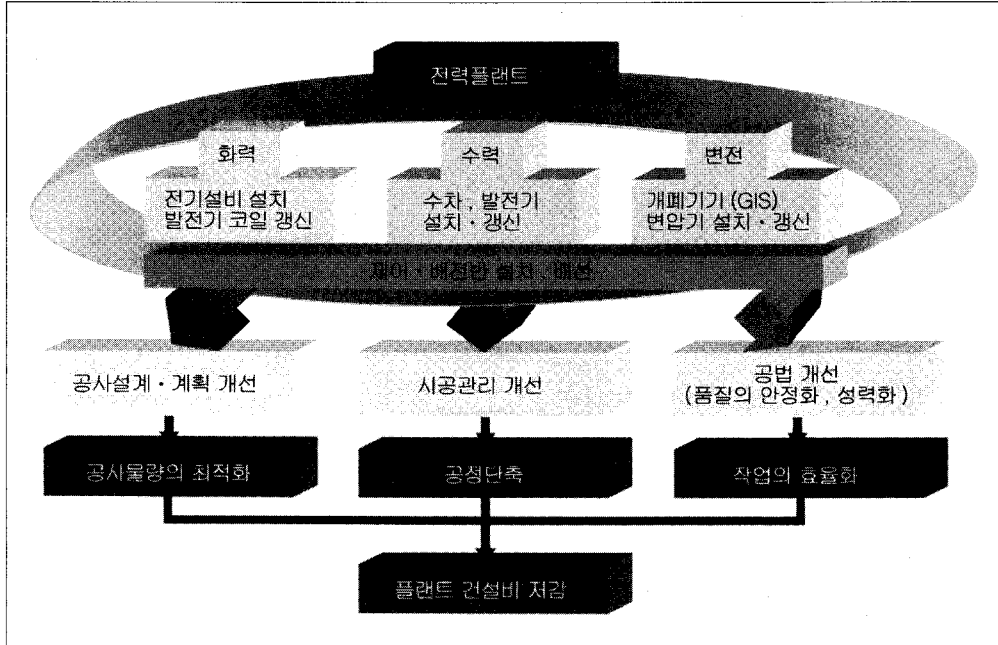 전력플랜트
화력
수력
변전
전기설비 설치
발전기 코일 갱신
수차, 발전기
설치 · 갱신
개폐기기 (GIS)
변압기 설치 · 갱신
제어 · 배전반 설치, 배선
공사설계 · 계획 개선
시공관리 개선
공법 개선
(품질의 안정화, 성력화)
공사물량의 최적화
공정단축
작업의 효율화
플랜트 건설비 저감